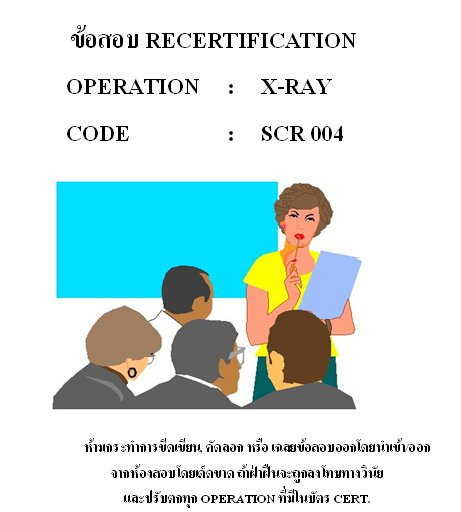 ข้อสอบ RECERTIFICATION
OPERATION : X-RAY
CODE : SCR 004
ห้ามกระทำการขีดเขียน, คัดลอก หรือ เฉลยข้อสอบออกโดยนำเข้า/ออก
จากห้องสอบโดยเด็ดขาด ถ้าฝ่าฝืนจะถูกลงโทษทางวินัย
และปรับตกทุก OPERATION ที่มีในบัตร CERT.